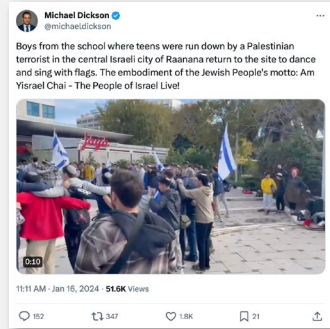 Michael Dickson
@michaeldickson
Boys from the school where teens were run down by a Palestinian
terrorist in the central Israeli city of Raanana return to the site to dance
and sing with flags. The embodiment of the Jewish People's motto: Am
Yisrael Chai - The People of Israel Live!
0:10
11:11 AM · Jan 16, 2024 · 51.6K Views
152 347 1.8K 21